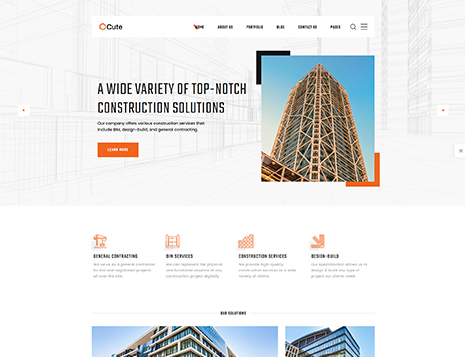 Cute
HOME ABOUT US PORTFOLIO BLOG CONTACT US PAGES
A WIDE VARIETY OF TOP-NOTCH
CONSTRUCTION SOLUTIONS
Our company offers various construction services that
include BIM, design-build, and general contracting.
LEARN MORE
GENERAL CONTRACTING BIM SERVICES CONSTRUCTION SERVICES DESIGN-BUILD
We serve as a general contractor We can represent the physical We provide high-quality Our specialization allows us to
for bid and negotiated projects and functional aspects of any construction services to a wide design & build any type of
all over the USA. construction project digitally. variety of clients. project our clients need.
OUR SOLUTIONS